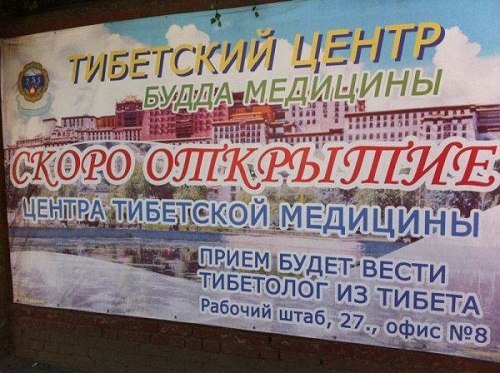 ТИБЕТСКИЙ ЦЕНТР
БУДДА МЕДИЦИНЫ
СКОРО ОТКРЫТИЕ
ЦЕНТРА ТИБЕТСКОЙ МЕДИЦИНЫ
ПРИЕМ БУДЕТ ВЕСТИ
ТИБЕТОЛОГ ИЗ ТИБЕТА
Рабочий штаб, 27., офис №8